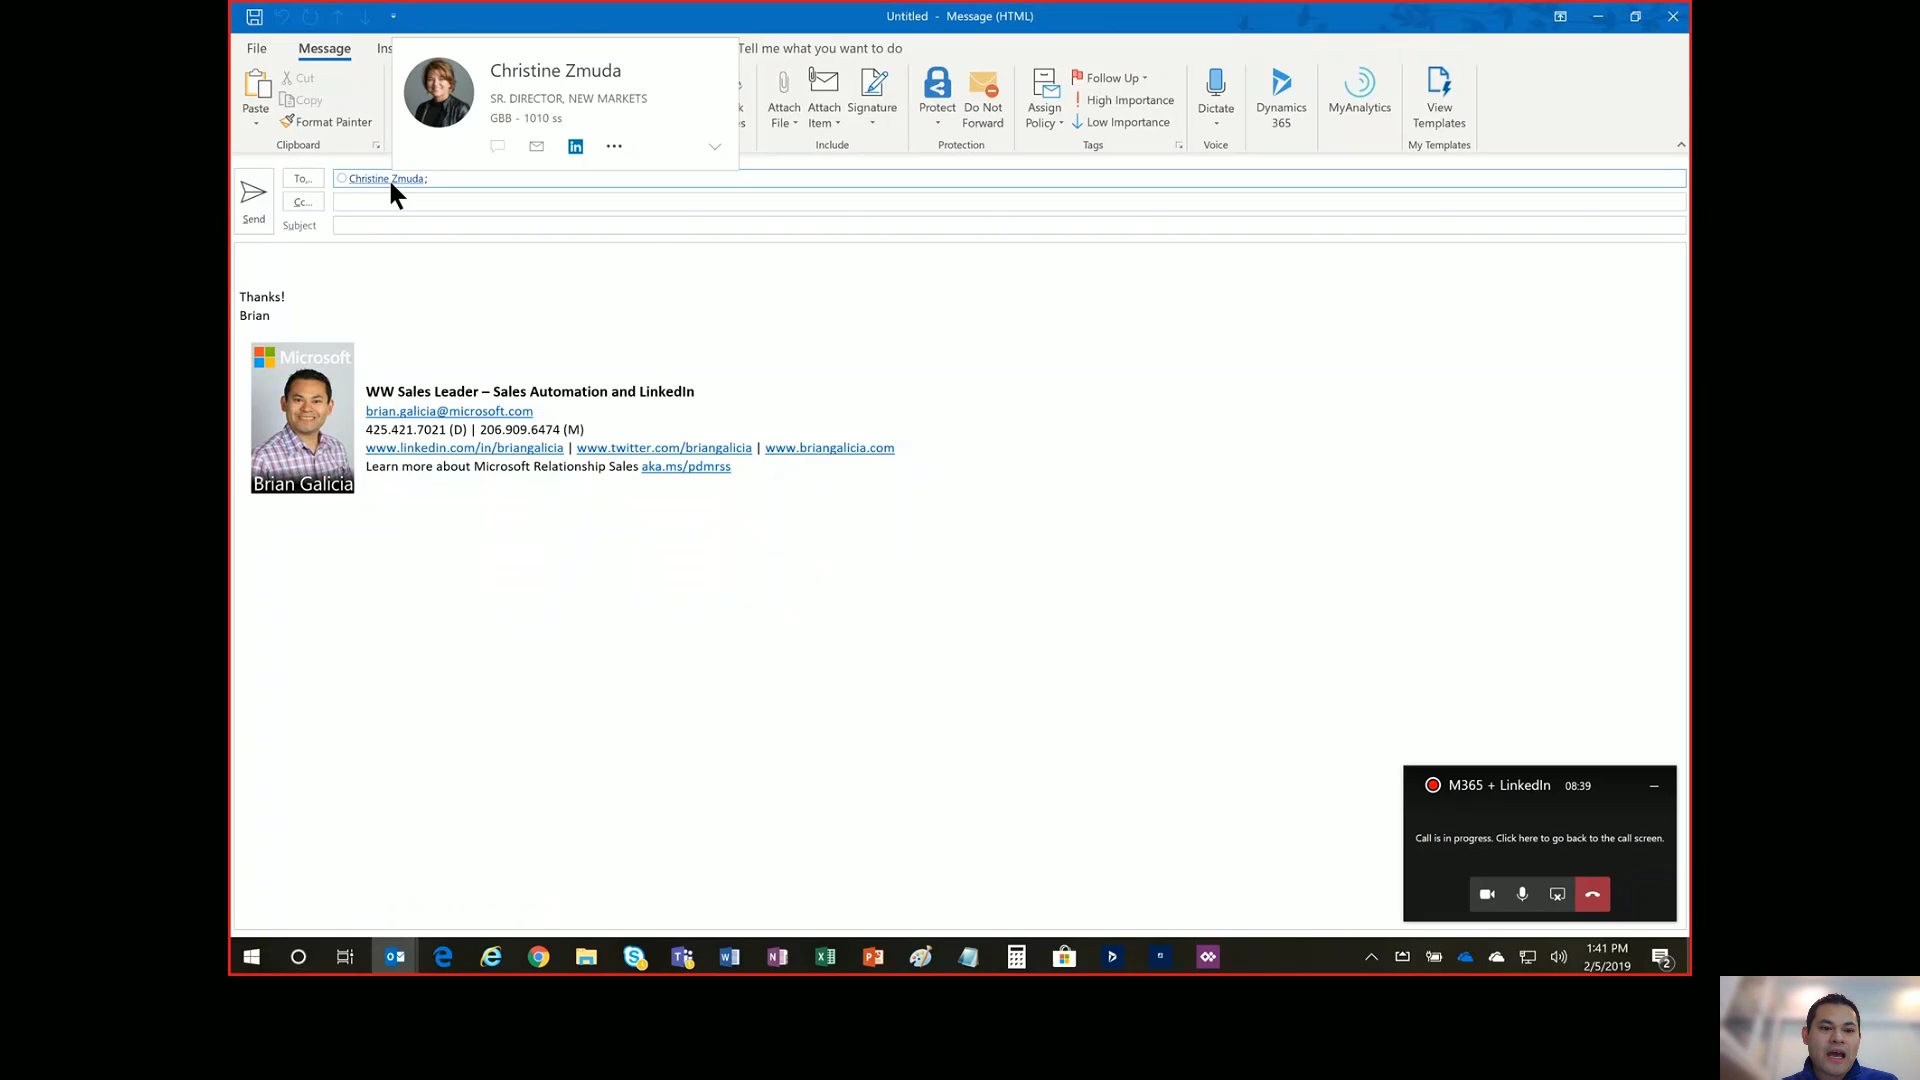 Untitled - Message (HTML)
File
Message
Ins
Tell me what you want to do
Christine Zmuda
SR. DIRECTOR, NEW MARKETS
GBB - 1010 ss
in
Paste
Cut
Copy
Format Painter
Clipboard
k
es
Attach File
Attach Item
Signature
Include
Protect
Do Not Forward
Protection
Assign Policy
Follow Up
High Importance
Low Importance
Tags
Dictate
Voice
Dynamics 365
MyAnalytics
View Templates
My Templates
Send
To...
Christine Zmuda;
Cc...
Subject
Thanks!
Brian
Microsoft
Brian Galicia
WW Sales Leader – Sales Automation and LinkedIn
brian.galicia@microsoft.com
425.421.7021 (D) | 206.909.6474 (M)
www.linkedin.com/in/briangalicia | www.twitter.com/briangalicia | www.briangalicia.com
Learn more about Microsoft Relationship Sales aka.ms/pdmrss
M365 + LinkedIn 08:39
Call is in progress. Click here to go back to the call screen.
1:41 PM
2/5/2019
2